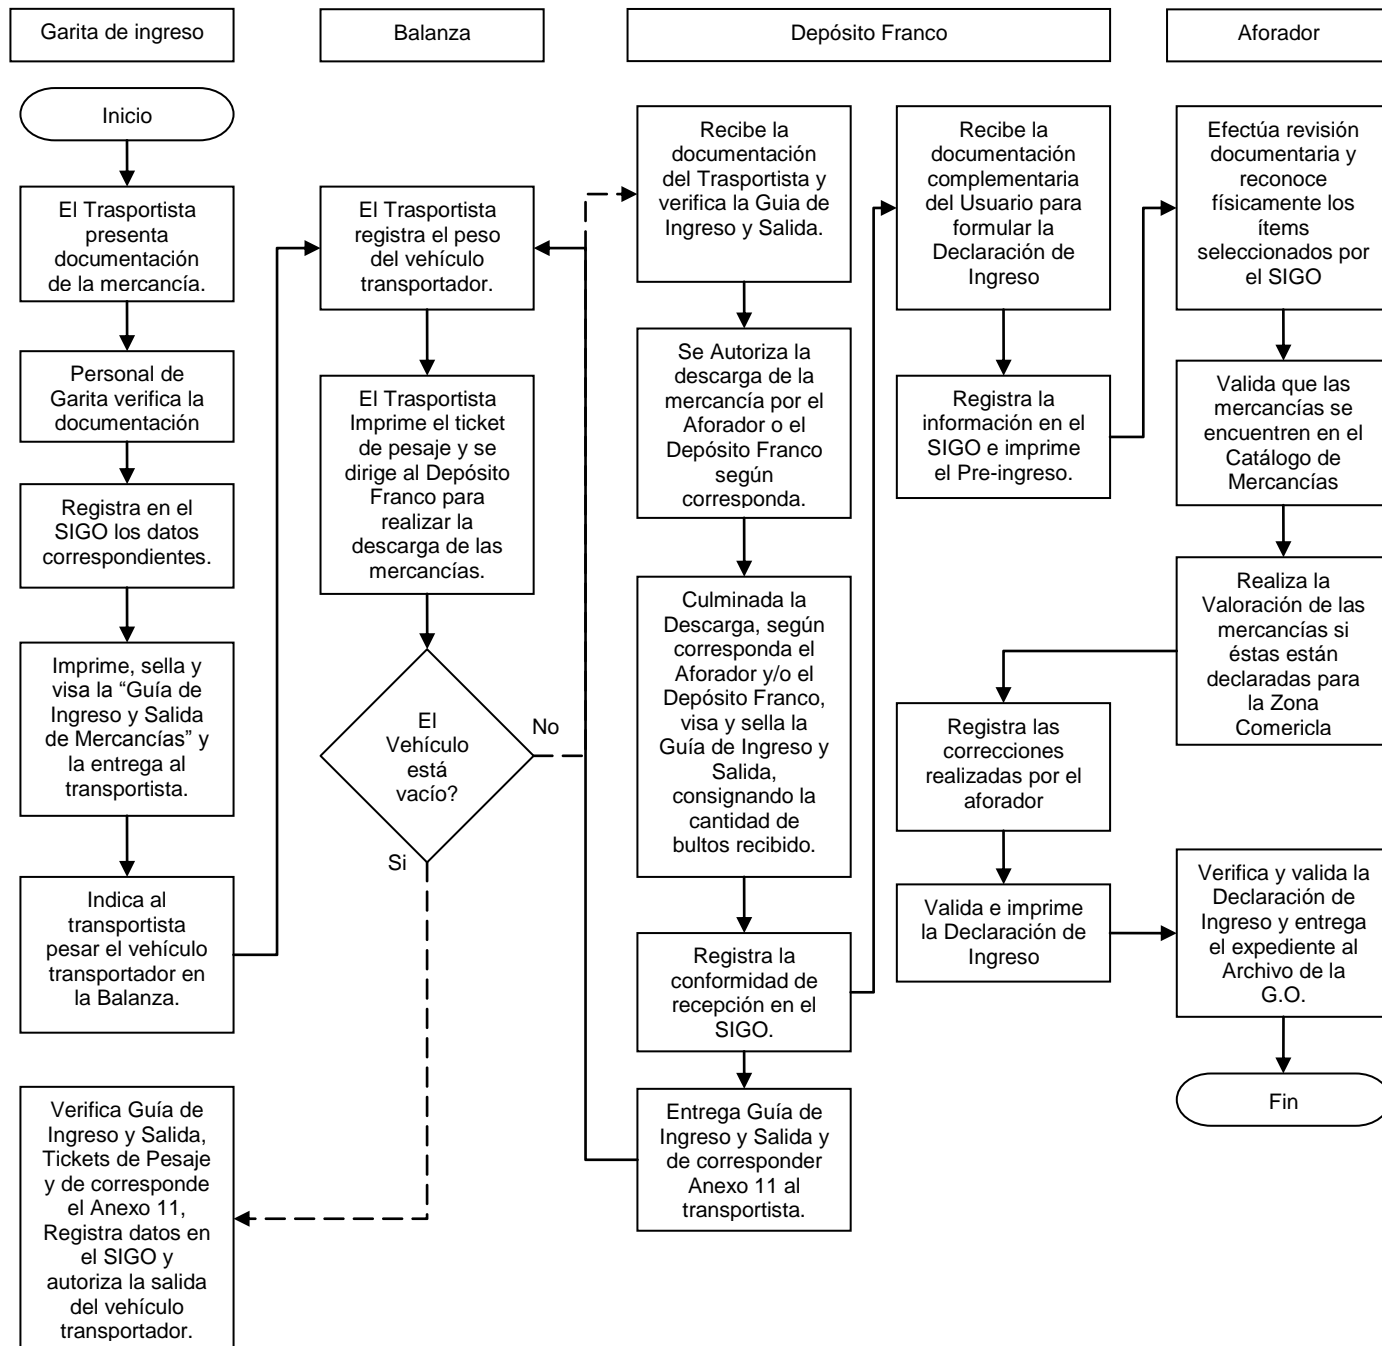 Garita de ingreso
Balanza
Depósito Franco
Aforador
Inicio
El Trasportista
presenta
documentación
de la mercancía.
Personal de
Garita verifica la
documentación
Registra en el
SIGO los datos
correspondientes.
Imprime, sella y
visa la “Guía de
Ingreso y Salida
de Mercancías” y
la entrega al
transportista.
Indica al
transportista
pesar el vehículo
transportador en
la Balanza.
Verifica Guía de
Ingreso y Salida,
Tickets de Pesaje
y de corresponde
el Anexo 11,
Registra datos en
el SIGO y
autoriza la salida
del vehículo
transportador.
El Trasportista
registra el peso
del vehículo
transportador.
El Trasportista
Imprime el ticket
de pesaje y se
dirige al Depósito
Franco para
realizar la
descarga de las
mercancías.
El
Vehículo
está
vacío?
No
Si
Recibe la
documentación
del Trasportista y
verifica la Guia de
Ingreso y Salida.
Se Autoriza la
descarga de la
mercancía por el
Aforador o el
Depósito Franco
según
corresponda.
Culminada la
Descarga, según
corresponda el
Aforador y/o el
Depósito Franco,
visa y sella la
Guía de Ingreso y
Salida,
consignando la
cantidad de
bultos recibido.
Registra la
conformidad de
recepción en el
SIGO.
Entrega Guía de
Ingreso y Salida y
de corresponder
Anexo 11 al
transportista.
Recibe la
documentación
complementaria
del Usuario para
formular la
Declaración de
Ingreso
Registra la
información en el
SIGO e imprime
el Pre-ingreso.
Registra las
correcciones
realizadas por el
aforador
Valida e imprime
la Declaración de
Ingreso
Efectúa revisión
documentaria y
reconoce
físicamente los
ítems
seleccionados por
el SIGO
Valida que las
mercancías se
encuentren en el
Catálogo de
Mercancías
Realiza la
Valoración de las
mercancías si
éstas están
declaradas para
la Zona
Comericla
Verifica y valida la
Declaración de
Ingreso y entrega
el expediente al
Archivo de la
G.O.
Fin